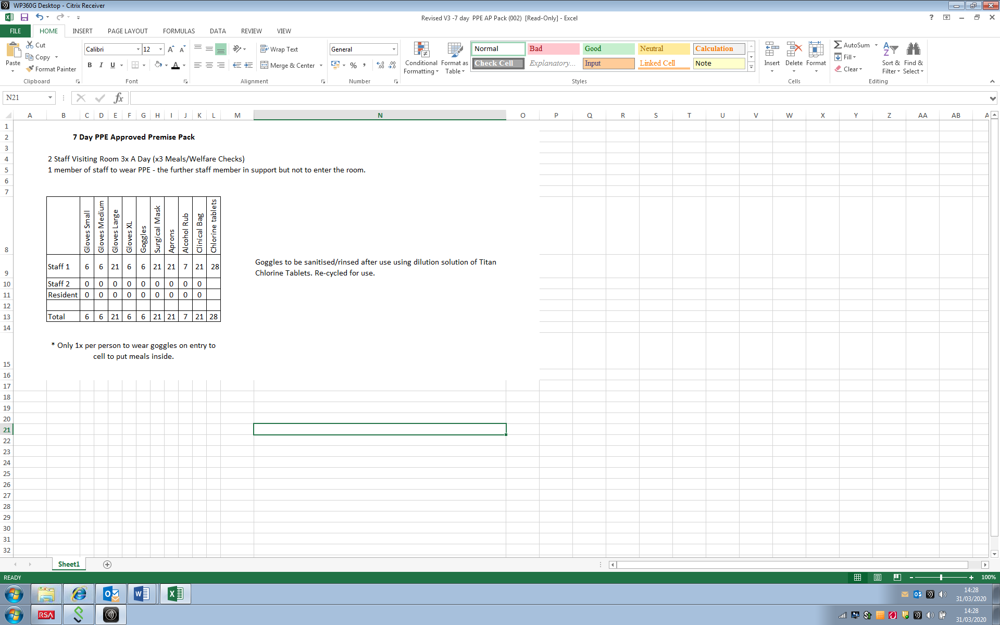 WP360G Desktop - Citrix Receiver
Revised V3 -7 day PPE AP Pack (002) [Read-Only] - Excel
FILE HOME INSERT PAGE LAYOUT FORMULAS DATA REVIEW VIEW
Paste
Cut
Copy
Format Painter
Clipboard
Calibri 12
B I U
Font
Wrap Text
Merge & Center
Alignment
General
Number
Conditional Formatting
Format as Table
Normal Bad Good Neutral Calculation
Check Cell Explanatory... Input Linked Cell Note
Styles
Insert Delete Format
Cells
AutoSum
Fill
Clear
Sort & Filter
Find & Select
Editing
N21
fx
A B C D E F G H I J K L M N O P Q R S T U V W X Y Z AA AB A
1
2 7 Day PPE Approved Premise Pack
3
4 2 Staff Visiting Room 3x A Day (x3 Meals/Welfare Checks)
5 1 member of staff to wear PPE - the further staff member in support but not to enter the room.
6
7
8 Gloves Small Gloves Medium Gloves Large Gloves XL Goggles Surgical Mask Aprons Alcohol Rub Clinical Bag Chlorine tablets
9 Staff 1 6 6 21 6 6 21 21 7 21 28
Goggles to be sanitised/rinsed after use using dilution solution of Titan
Chlorine Tablets. Re-cycled for use.
10 Staff 2 0 0 0 0 0 0 0 0 0
11 Resident 0 0 0 0 0 0 0 0 0
12
13 Total 6 6 21 6 6 21 21 7 21 28
14
* Only 1x per person to wear goggles on entry to
cell to put meals inside.
15
16
17
18
19
20
21
22
23
24
25
26
27
28
29
30
31
32
Sheet1
READY
100%
14:28
31/03/2020
RSA
14:28
31/03/2020